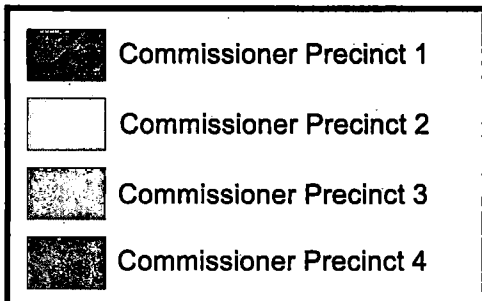 Commissioner Precinct 1
Commissioner Precinct 2
Commissioner Precinct 3
Commissioner Precinct 4